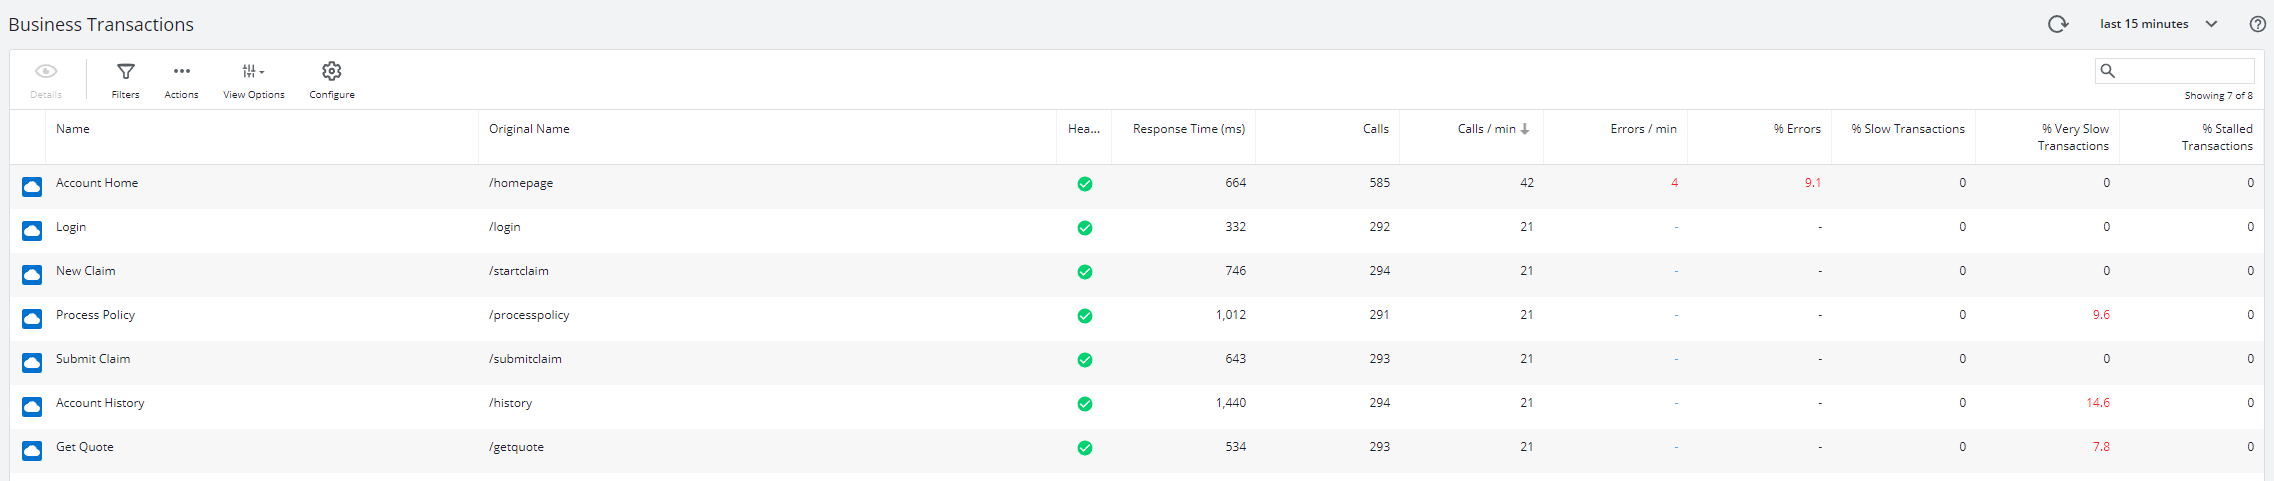 Business Transactions
last 15 minutes
Details
Filters
Actions
View Options
Configure
Showing 7 of 8
Name Original Name Hea... Response Time (ms) Calls Calls / min Errors / min % Errors % Slow Transactions % Very Slow Transactions % Stalled Transactions
Account Home /homepage 664 585 42 4 9.1 0 0 0
Login /login 332 292 21 - - 0 0 0
New Claim /startclaim 746 294 21 - - 0 0 0
Process Policy /processpolicy 1,012 291 21 - - 0 9.6 0
Submit Claim /submitclaim 643 293 21 - - 0 0 0
Account History /history 1,440 294 21 - - 0 14.6 0
Get Quote /getquote 534 293 21 - - 0 7.8 0